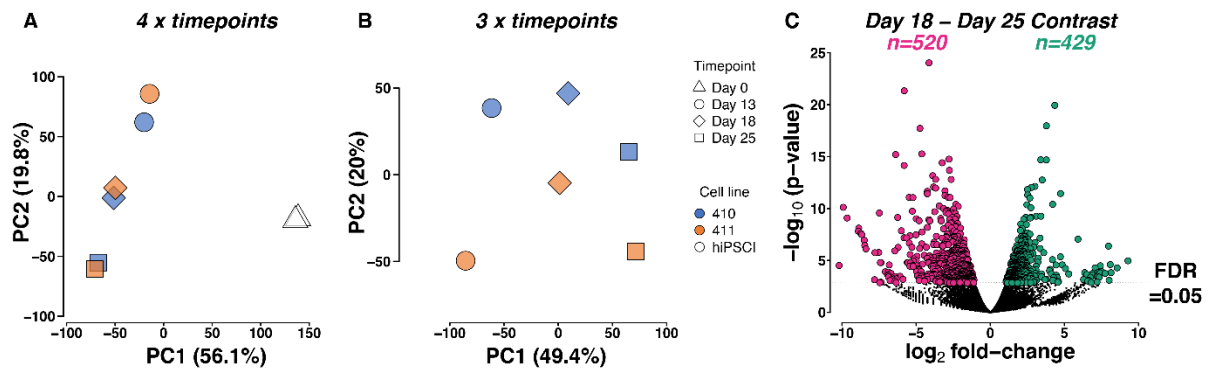 A
4 x timepoints
100
50
0
−50
−100
PC2 (19.8%)
−100
−50
0
50
100
150
PC1 (56.1%)
B
3 x timepoints
50
0
−50
PC2 (20%)
−100
−50
0
50
100
PC1 (49.4%)
Timepoint
Day 0
Day 13
Day 18
Day 25
Cell line
410
411
hiPSCl
C
Day 18 − Day 25 Contrast
n=520
n=429
25
20
15
10
5
0
−log10 (p−value)
−10
−5
0
5
10
log2 fold−change
FDR
=0.05